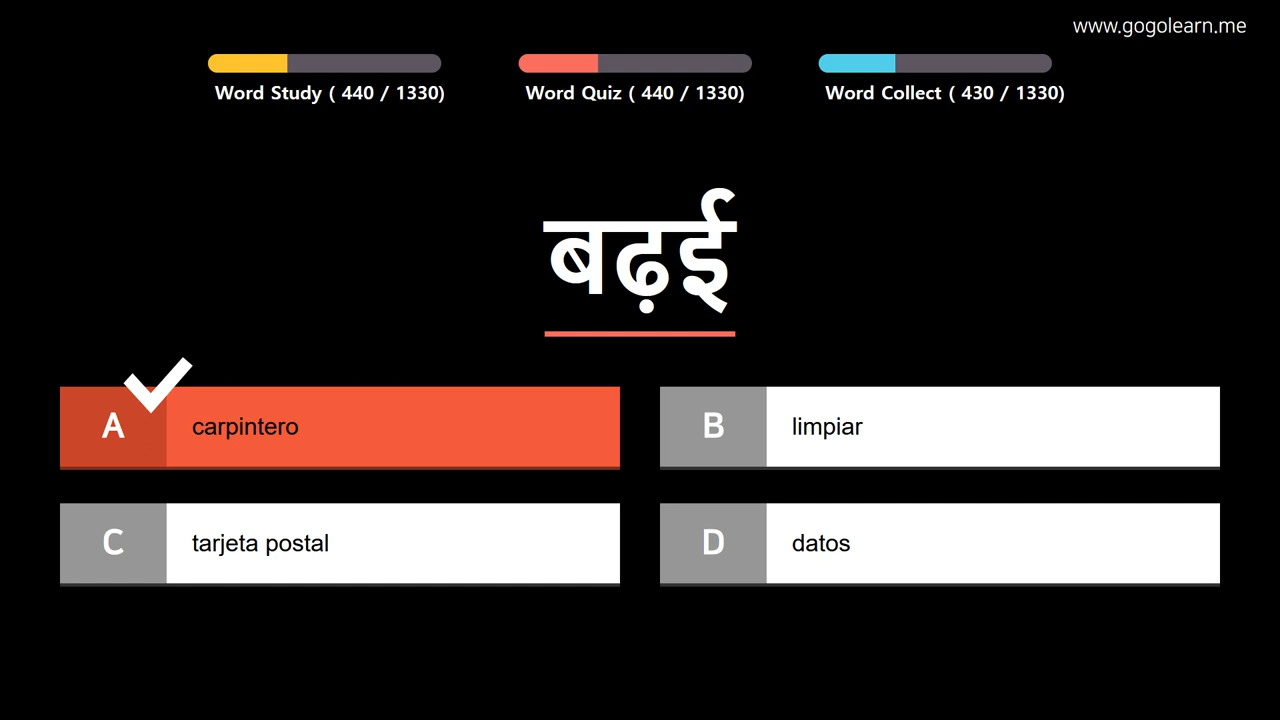 www.gogolearn.me
Word Study ( 440 / 1330)
Word Quiz ( 440 / 1330)
Word Collect ( 430 / 1330)
बढ़ई
A carpintero
B limpiar
C tarjeta postal
D datos